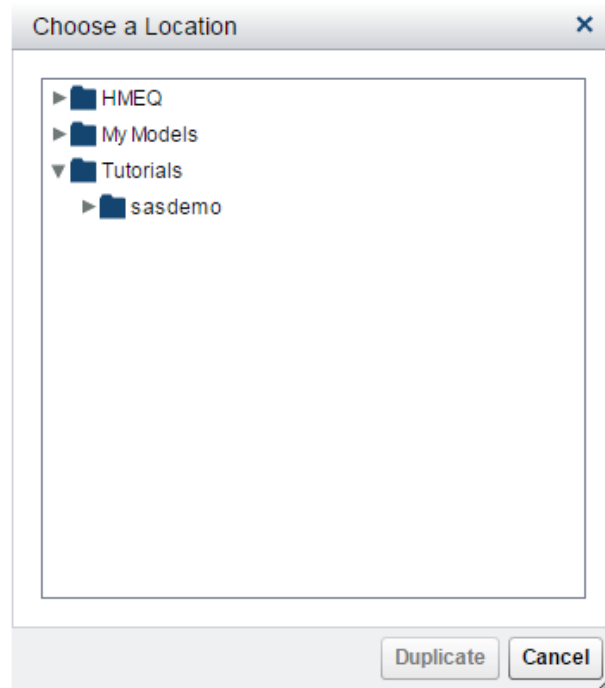 Choose a Location
HMEQ
My Models
Tutorials
sasdemo
Duplicate Cancel